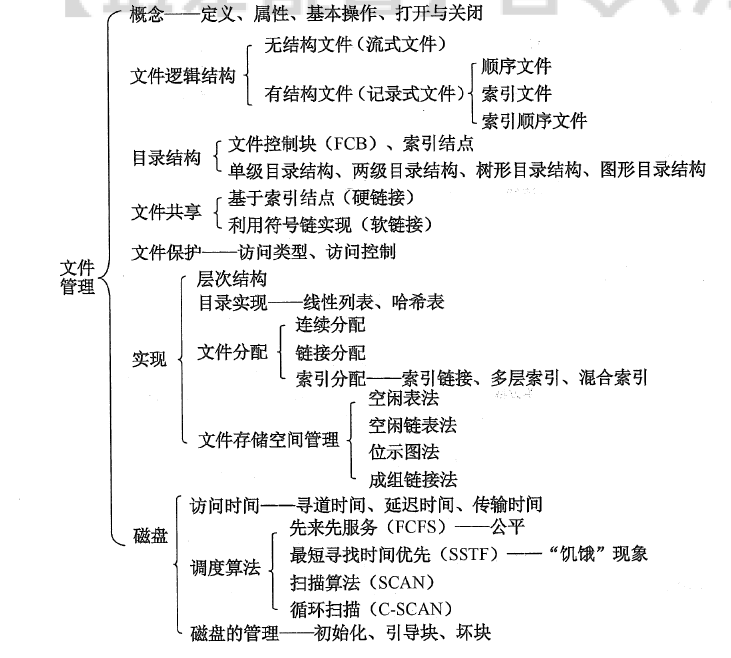 概念——定义、属性、基本操作、打开与关闭
无结构文件(流式文件)
文件逻辑结构
有结构文件(记录式文件)
顺序文件
索引文件
索引顺序文件
目录结构
文件控制块(FCB)、索引结点
单级目录结构、两级目录结构、树形目录结构、图形目录结构
文件共享
基于索引结点(硬链接)
利用符号链实现(软链接)
文件保护——访问类型、访问控制
文件
管理
实现
层次结构
目录实现——线性列表、哈希表
文件分配
连续分配
链接分配
索引分配——索引链接、多层索引、混合索引
文件存储空间管理
空闲表法
空闲链表法
位示图法
成组链接法
磁盘
访问时间——寻道时间、延迟时间、传输时间
调度算法
先来先服务(FCFS)——公平
最短寻找时间优先(SSTF)——“饥饿”现象
扫描算法(SCAN)
循环扫描(C-SCAN)
磁盘的管理——初始化、引导块、坏块